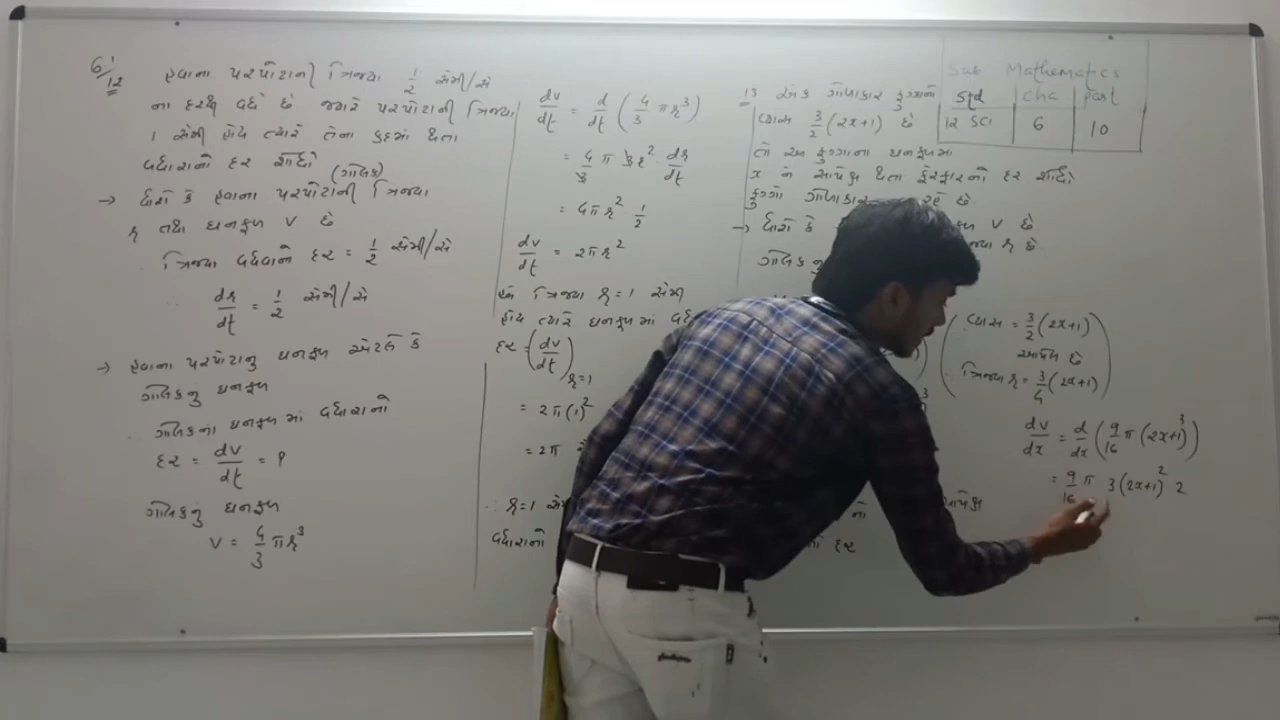 6.1/12 હવાના પરપોટાની ત્રિજ્યા 1/2 સેમી/સે
ના દરથી વધે છે જ્યારે પરપોટાની ત્રિજ્યા
1 સેમી હોય ત્યારે તેના કદમાં થતા
વધારાનો દર શોધો (ગોલક)
→ ધારો કે હવાના પરપોટાની ત્રિજ્યા
r તથા ઘનફળ V છે
∴ ત્રિજ્યા વધવાનો દર = 1/2 સેમી/સે
∴ dr/dt = 1/2 સેમી/સે
→ હવાના પરપોટાનુ ઘનફળ એટલે કે
ગોલકનુ ઘનફળ
∴ ગોલકના ઘનફળ માં વધારાનો
દર = dv/dt = ?
ગોલકનું ઘનફળ
V = 4/3 πr³
dv/dt = d/dt (4/3 πr³)
= 4/3 π 3r² · dr/dt
= 4πr² 1/2
dv/dt = 2πr²
ત્રિજ્યા r = 1 સેમી
હોય ત્યારે ઘનફળ માં
દર = (dv/dt) r=1
= 2π(1)²
= 2π
∴ r=1
વધારાનો
દર
Sub Mathematics
Std Cha Part
12 Sci 6 10
13 એક ગોળાકાર ફુગ્ગાનો
વ્યાસ 3/2 (2x+1) છે
તો આ ફુગ્ગાના ઘનફળમાં
x ને સાપેક્ષ થતા ફેરફારનો દર શોધો
ફુગ્ગો ગોળાકાર રહે છે
→ ધારો કે V છે
r છે
ગોલકનુ
(વ્યાસ = 3/2 (2x+1)
આપેલ છે
∴ ત્રિજ્યા r = 3/4 (2x+1))
dv/dx = d/dx (9/16 π (2x+1)³)
= 9/16 π 3(2x+1)² 2